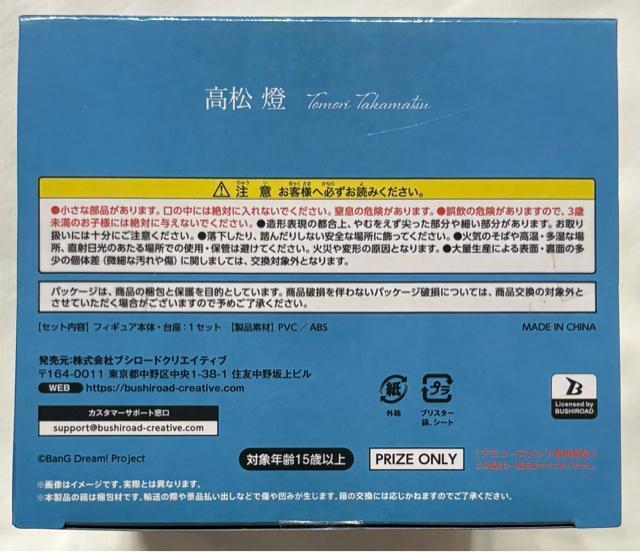 高松 燈 Tomori Takamatsu
⚠ 注意 お客様へ必ずお読みください。
●小さな部品があります。口の中には絶対に入れないでください。窒息の危険があります。●誤飲の危険がありますので、3歳
未満のお子様には絶対に与えないでください。●造形表現の都合上、やむをえず尖った部分や細い部分があります。お取り
扱いには十分にご注意ください。●落下したり、踏んだりしない安全な場所に飾ってください。●火気のそばや高温・多湿な場
所、直射日光のあたる場所での使用・保管は避けてください。火災や変形の原因となります。●大量生産による表面・裏面の多
少の個体差（微細な汚れや傷）に関しましては、交換対象外となります。
パッケージは、商品の梱包と保護を目的としています。商品破損を伴わないパッケージ破損については、商品交換の対象外と
させていただく場合がございますので予めご了承ください。
【セット内容】フィギュア本体・台座：1セット 【製品素材】PVC／ABS MADE IN CHINA
発売元：株式会社ブシロードクリエイティブ
〒164-0011 東京都中野区中央1-38-1 住友中野坂上ビル
WEB https://bushiroad-creative.com
カスタマーサポート窓口
support@bushiroad-creative.com
紙
外箱
プラ
ブリスター
袋、シート
B
Licensed by
BUSHIROAD
©BanG Dream! Project
対象年齢15歳以上
PRIZE ONLY
※画像はイメージです。実際とは異なります。
※本製品の箱は梱包材です。輸送の際や景品払い出しなどで傷や凹みが生じます。箱の交換には応じかねますのでご了承ください。